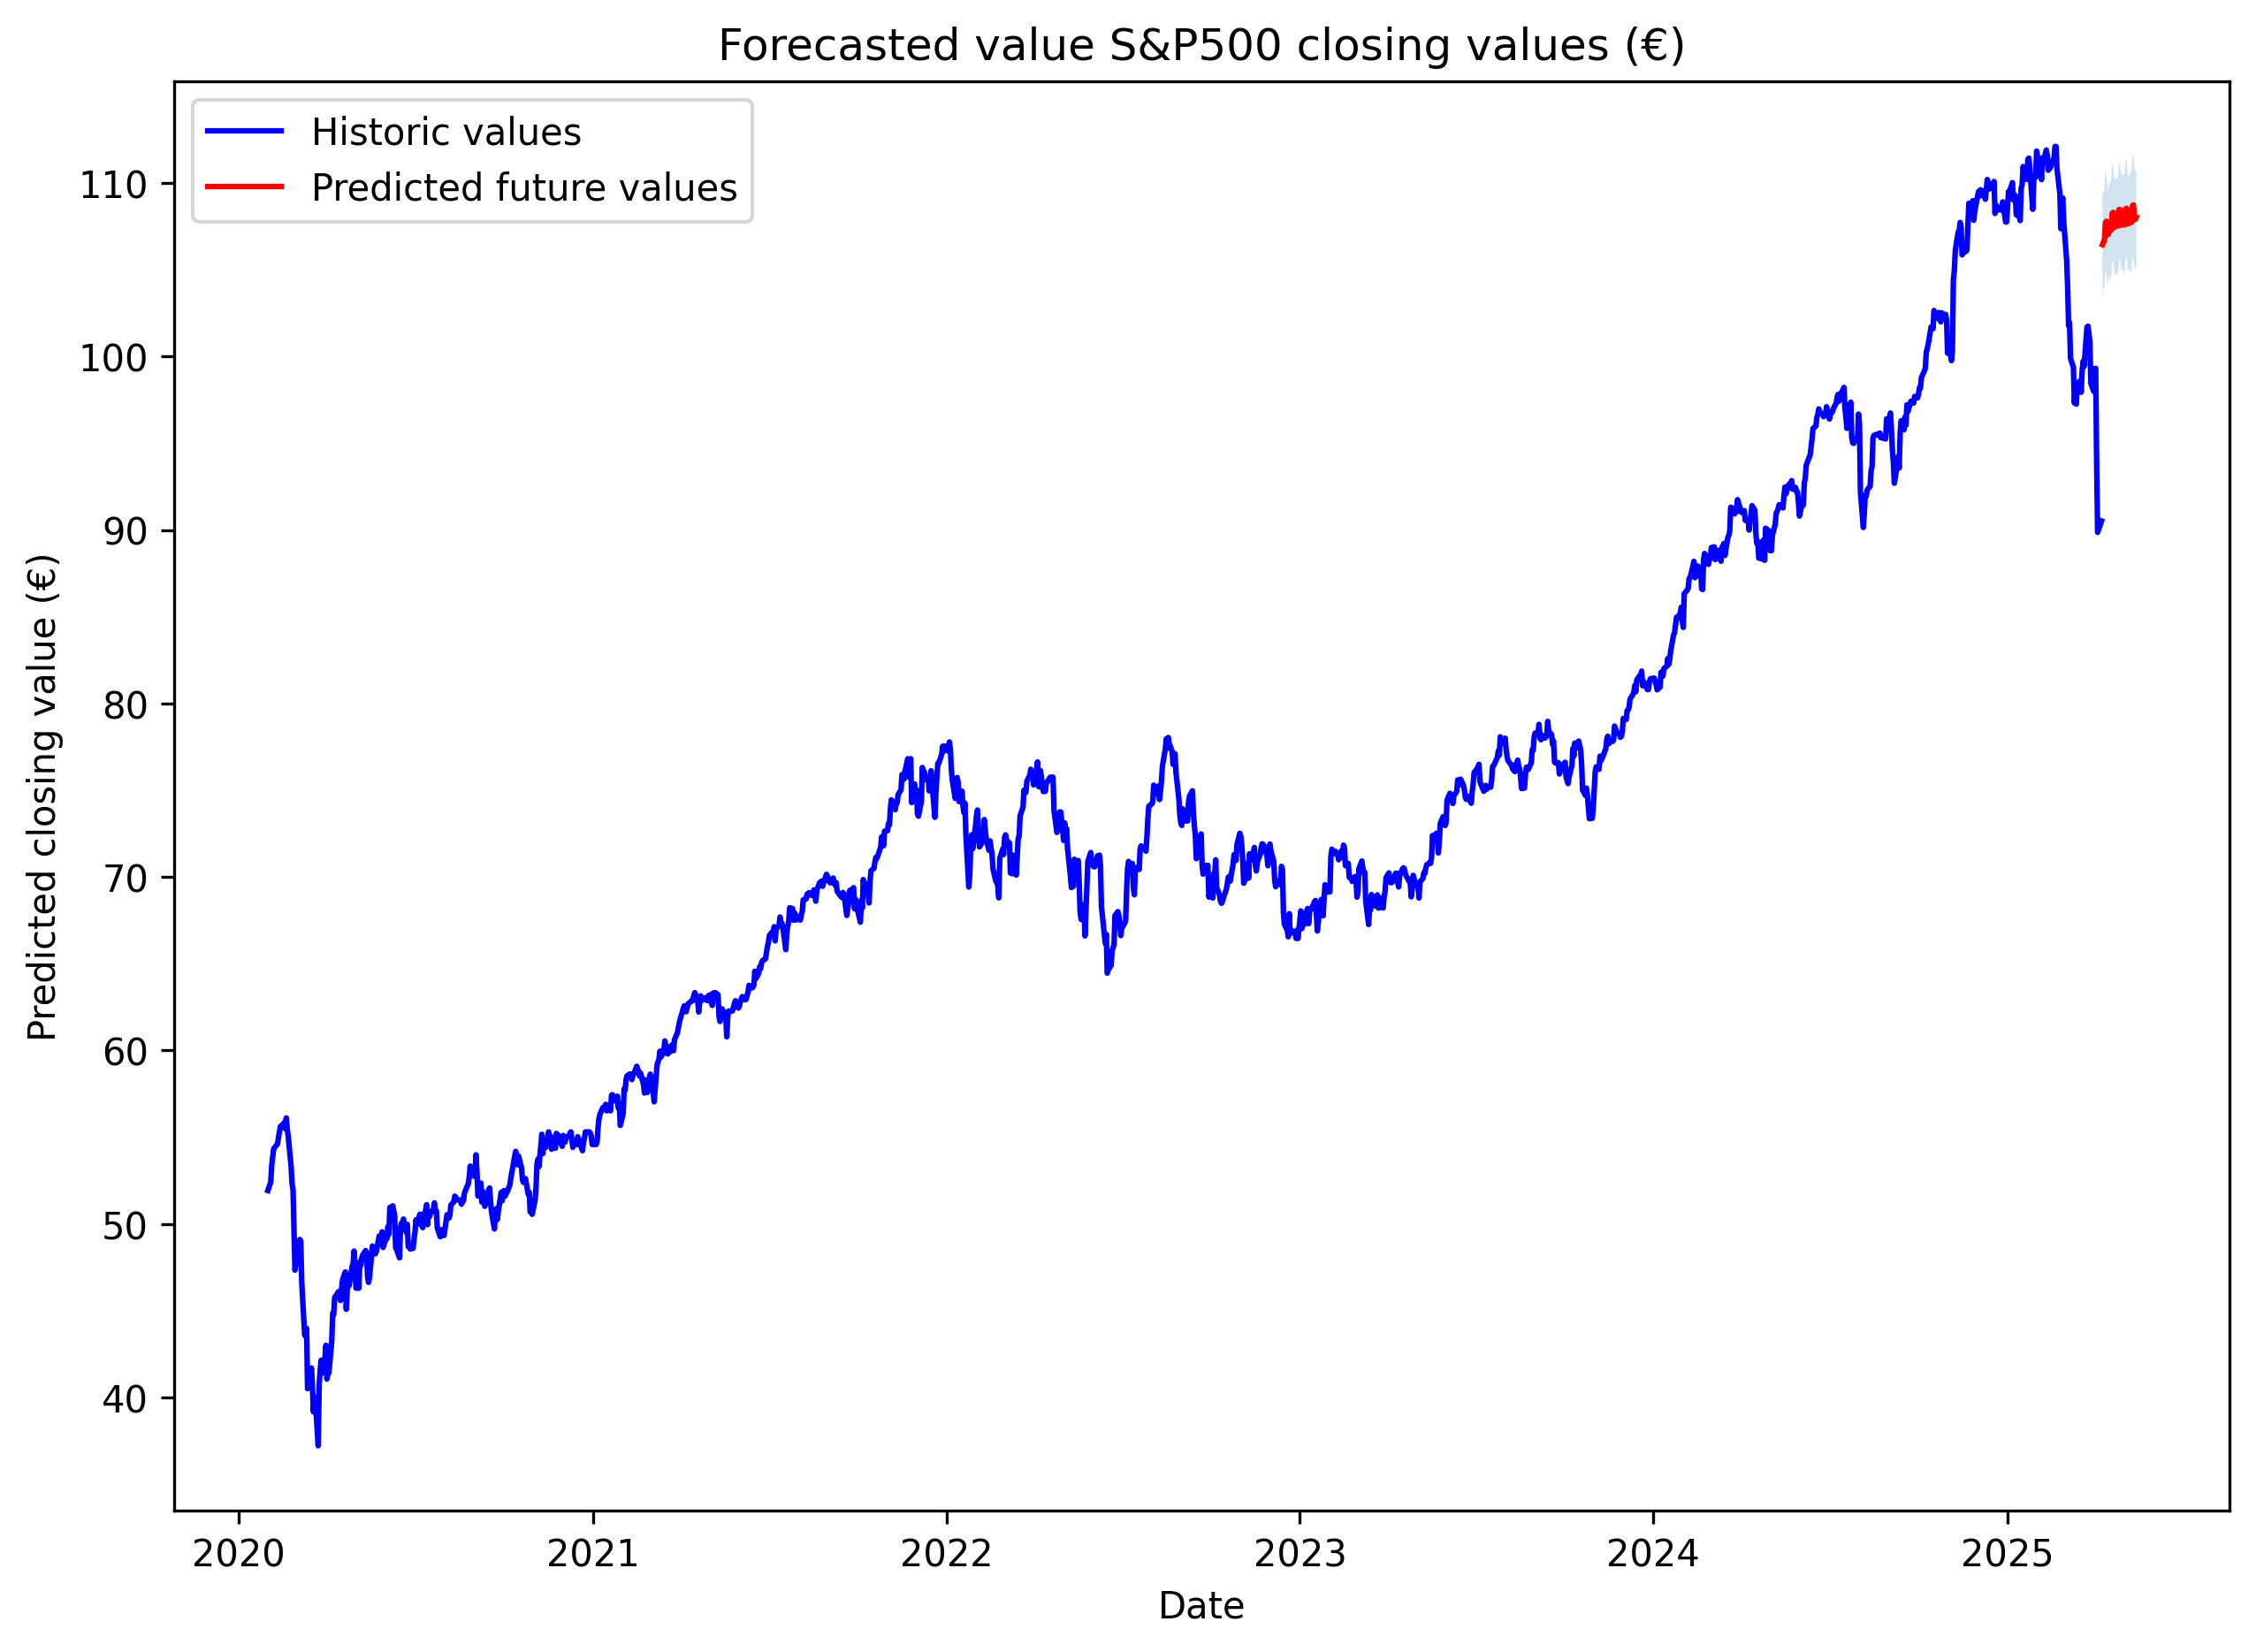 Forecasted value S&P500 closing values (€)
Historic values
Predicted future values
Predicted closing value (€)
110
100
90
80
70
60
50
40
2020
2021
2022
2023
2024
2025
Date